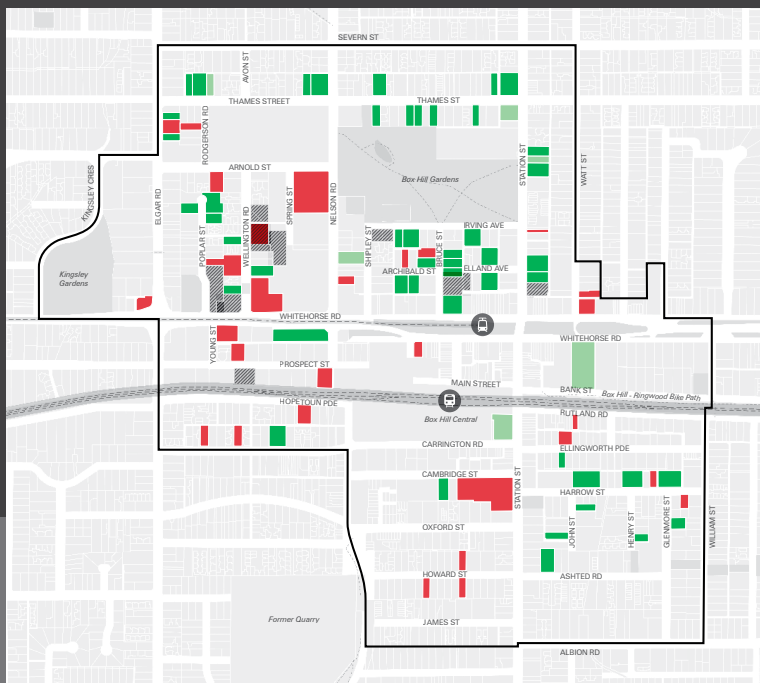 SEVERN ST
AVON ST
THAMES STREET
THAMES ST
RODGERSON RD
ARNOLD ST
STATION ST
WATT ST
Box Hill Gardens
KINGSLEY CRES
ELGAR RD
SPRING ST
NELSON RD
WELLINGTON RD
POPLAR ST
SHIPLEY ST
BRUCE ST
IRVING AVE
ARCHIBALD ST
ELLAND AVE
Kingsley
Gardens
WHITEHORSE RD
WHITEHORSE RD
YOUNG ST
PROSPECT ST
MAIN STREET
BANK ST
Box Hill - Ringwood Bike Path
HOPETOUN PDE
Box Hill Central
RUTLAND RD
CARRINGTON RD
ELLINGWORTH PDE
CAMBRIDGE ST
STATION ST
HARROW ST
OXFORD ST
JOHN ST
HENRY ST
GLENMORE ST
WILLIAM ST
HOWARD ST
ASHTED RD
Former Quarry
JAMES ST
ALBION RD